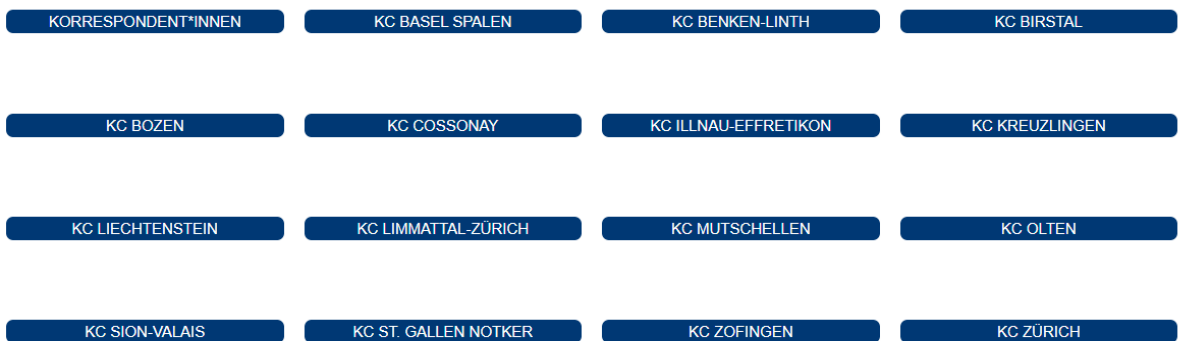 KORRESPONDENT*INNEN
KC BASEL SPALEN
KC BENKEN-LINTH
KC BIRSTAL
KC BOZEN
KC COSSONAY
KC ILLNAU-EFFRETIKON
KC KREUZLINGEN
KC LIECHTENSTEIN
KC LIMMATTAL-ZÜRICH
KC MUTSCHELLEN
KC OLTEN
KC SION-VALAIS
KC ST. GALLEN NOTKER
KC ZOFINGEN
KC ZÜRICH